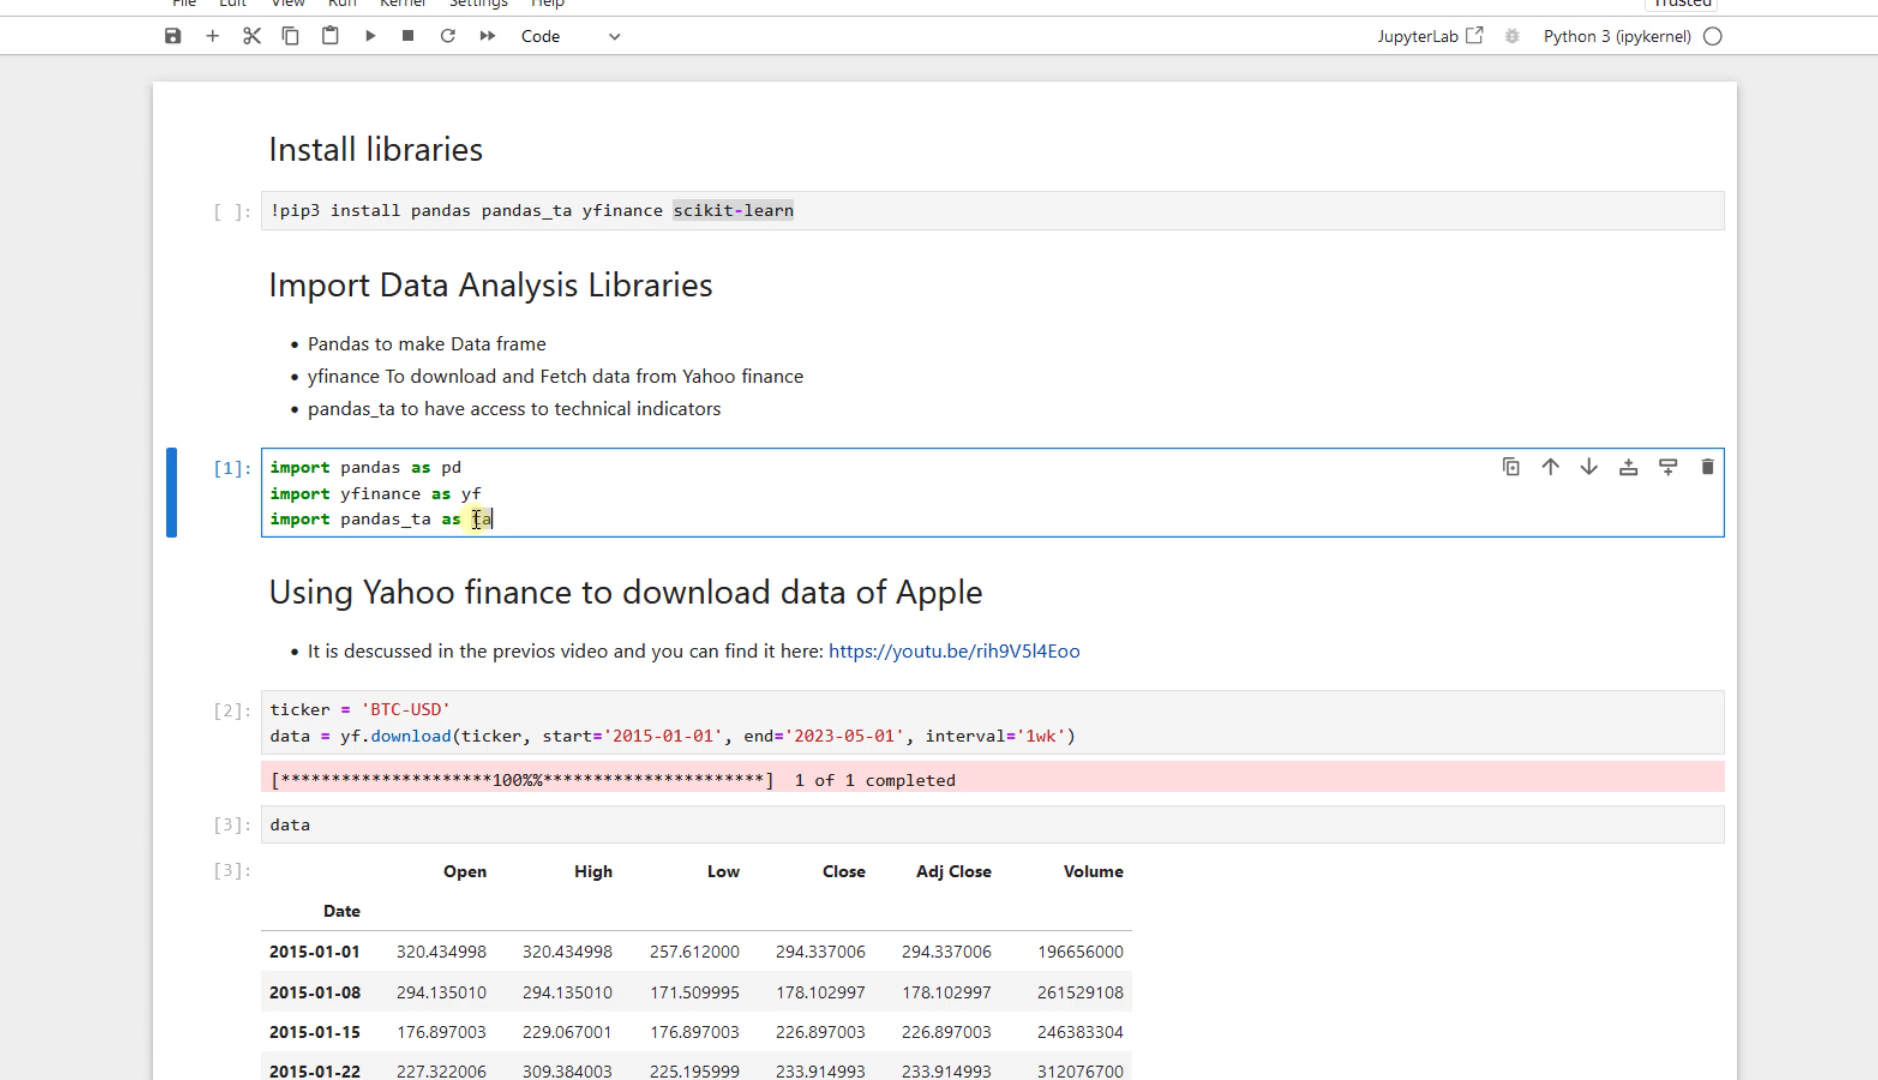 File Edit View Run Kernel Settings Help Trusted
Code JupyterLab Python 3 (ipykernel)
Install libraries
[ ]: !pip3 install pandas pandas_ta yfinance scikit-learn
Import Data Analysis Libraries
• Pandas to make Data frame
• yfinance To download and Fetch data from Yahoo finance
• pandas_ta to have access to technical indicators
[1]: import pandas as pd
import yfinance as yf
import pandas_ta as ta
Using Yahoo finance to download data of Apple
• It is descussed in the previos video and you can find it here: https://youtu.be/rih9V5l4Eoo
[2]: ticker = 'BTC-USD'
data = yf.download(ticker, start='2015-01-01', end='2023-05-01', interval='1wk')
[*********************100%%**********************] 1 of 1 completed
[3]: data
[3]: Open High Low Close Adj Close Volume
Date
2015-01-01 320.434998 320.434998 257.612000 294.337006 294.337006 196656000
2015-01-08 294.135010 294.135010 171.509995 178.102997 178.102997 261529108
2015-01-15 176.897003 229.067001 176.897003 226.897003 226.897003 246383304
2015-01-22 227.322006 309.384003 225.195999 233.914993 233.914993 312076700